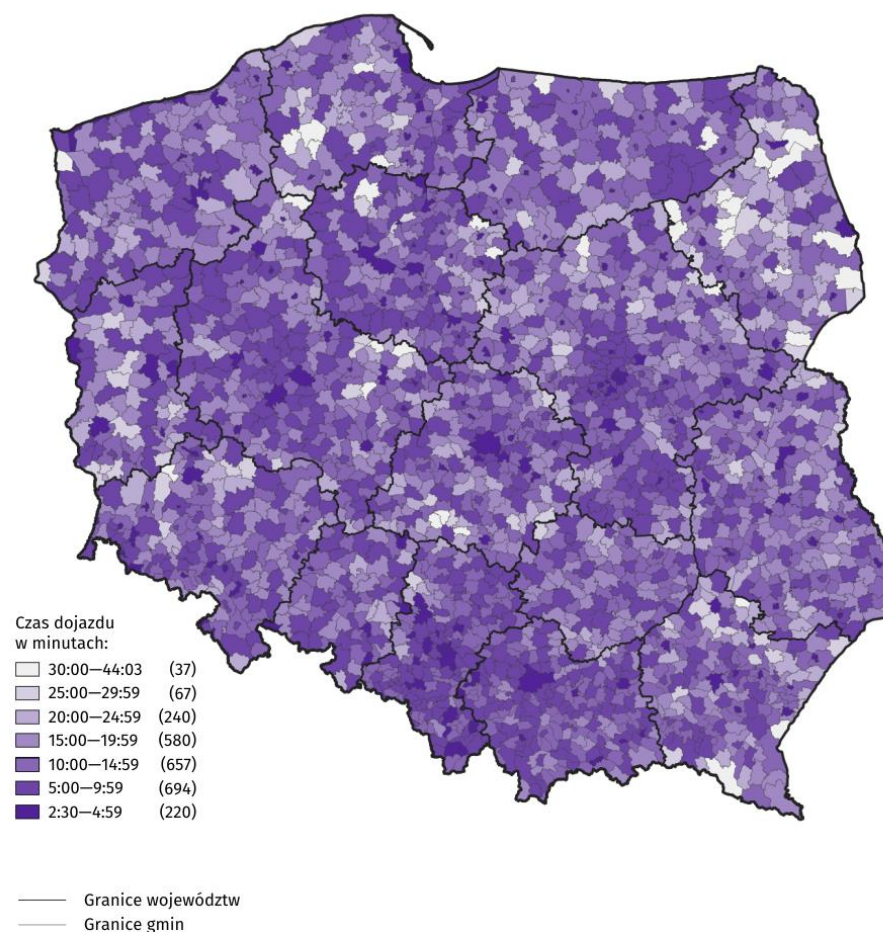 Czas dojazdu
w minutach:
30:00—44:03 (37)
25:00—29:59 (67)
20:00—24:59 (240)
15:00—19:59 (580)
10:00—14:59 (657)
5:00—9:59 (694)
2:30—4:59 (220)
Granice województw
Granice gmin